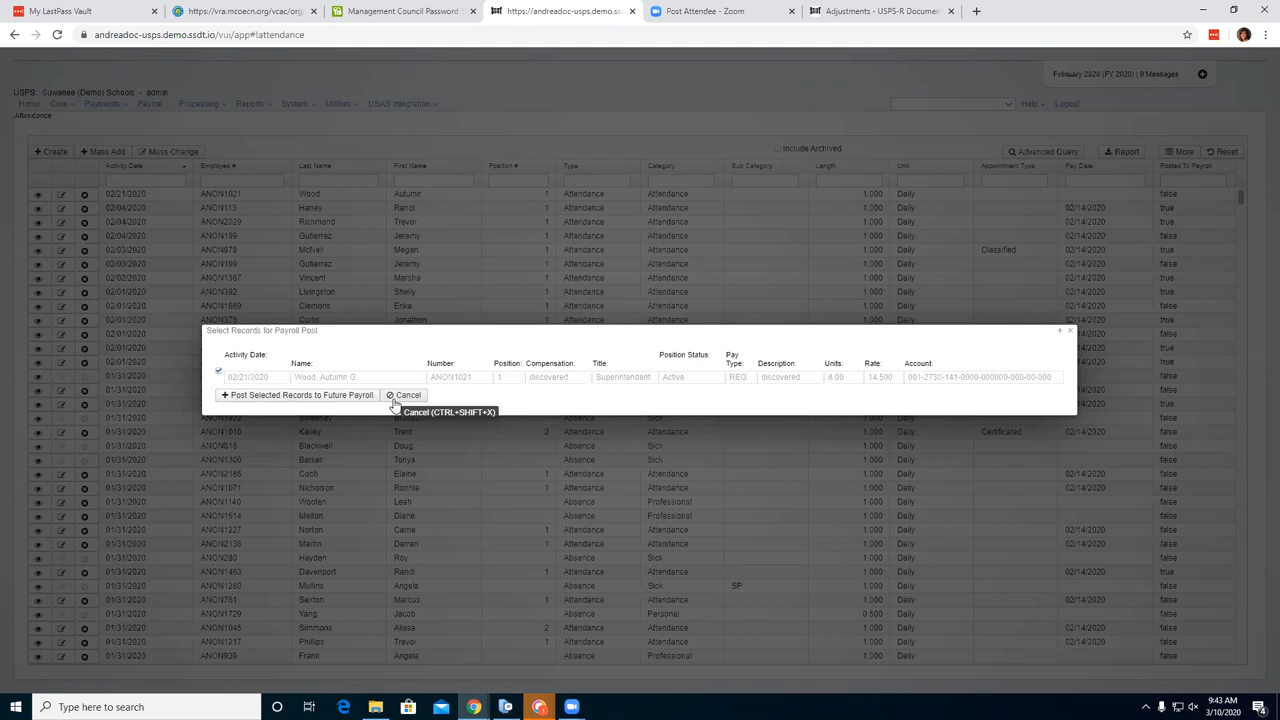 My LastPass Vault
https://vra.mcoecn.org/vcac/org/
Management Council Password S
https://andreadoc-usps.demo.ssd
Post Attendee - Zoom
Adjustments - USPS-R Document
andreadoc-usps.demo.ssdt.io/vui/app#!attendance
February 2020 (FY 2020) | 0 Messages
USPS: Suwanee (Demo) Schools - admin
Home Core Payments Payroll Processing Reports System Utilities USAS Integration Help Logout
Attendance
Create Mass Add Mass Change Include Archived Advanced Query Report More Reset
Activity Date Employee # Last Name First Name Position # Type Category Sub Category Length Unit Appointment Type Pay Date Posted To Payroll
02/21/2020 ANON1021 Wood Autumn 1 Attendance Attendance 1.000 Daily false
02/04/2020 ANON113 Haney Randi 1 Attendance Attendance 1.000 Daily 02/14/2020 true
02/04/2020 ANON2029 Richmond Trevor 1 Attendance Attendance 1.000 Daily 02/14/2020 true
02/04/2020 ANON199 Gutierrez Jeremy 1 Attendance Attendance 1.000 Daily 02/14/2020 false
02/03/2020 ANON678 McNeil Megan 1 Attendance Attendance 1.000 Daily Classified 02/14/2020 true
02/03/2020 ANON199 Gutierrez Jeremy 1 Attendance Attendance 1.000 Daily 02/14/2020 false
02/02/2020 ANON1367 Vincent Marsha 1 Attendance Attendance 1.000 Daily 02/14/2020 true
02/01/2020 ANON392 Livingston Shelly 1 Attendance Attendance 1.000 Daily 02/14/2020 true
02/01/2020 ANON1669 Clemons Erika 1 Attendance Attendance 1.000 Daily 02/14/2020 true
02/01/2020 ANON378 Curtis Jonathon 1 Attendance Attendance 1.000 Daily 02/14/2020 true
Select Records for Payroll Post
Activity Date: Name: Number: Position: Compensation: Title: Position Status: Pay Type: Description: Units: Rate: Account:
02/21/2020 Wood, Autumn G ANON1021 1 discovered Superintendent Active REG discovered 8.00 14.500 001-2730-141-0000-000000-000-00-000
Post Selected Records to Future Payroll Cancel
Cancel (CTRL+SHIFT+X)
01/31/2020 ANON1010 Kelley Trent 2 Attendance Attendance 1.000 Daily Certificated 02/14/2020 false
01/31/2020 ANON818 Blackwell Doug Absence Sick 1.000 Daily false
01/31/2020 ANON1300 Barker Tonya Absence Sick 1.000 Daily false
01/31/2020 ANON2186 Cobb Elaine 1 Attendance Attendance 1.000 Daily 02/14/2020 false
01/31/2020 ANON1071 Nicholson Ronnie 1 Attendance Attendance 1.000 Daily 02/14/2020 false
01/31/2020 ANON1140 Wooten Leah Absence Professional 1.000 Daily false
01/31/2020 ANON1514 Melton Diane Absence Professional 1.000 Daily false
01/31/2020 ANON1227 Norton Carrie 1 Attendance Attendance 1.000 Daily 02/14/2020 false
01/31/2020 ANON2138 Martin Darren 1 Attendance Attendance 1.000 Daily 02/14/2020 false
01/31/2020 ANON280 Hayden Roy Absence Sick 1.000 Daily false
01/31/2020 ANON1463 Davenport Randi 1 Attendance Attendance 1.000 Daily 02/14/2020 true
01/31/2020 ANON1260 Mullins Angela Absence Sick SP 1.000 Daily false
01/31/2020 ANON761 Sexton Marcus 1 Attendance Attendance 1.000 Daily 02/14/2020 false
01/31/2020 ANON1729 Yang Jacob Absence Personal 0.500 Daily false
01/31/2020 ANON1045 Simmons Alissa 2 Attendance Attendance 1.000 Daily 02/14/2020 false
01/31/2020 ANON1217 Phillips Trevor 1 Attendance Attendance 1.000 Daily 02/14/2020 false
01/31/2020 ANON939 Frank Angela Absence Professional 1.000 Daily false
Type here to search
9:43 AM
3/10/2020
4